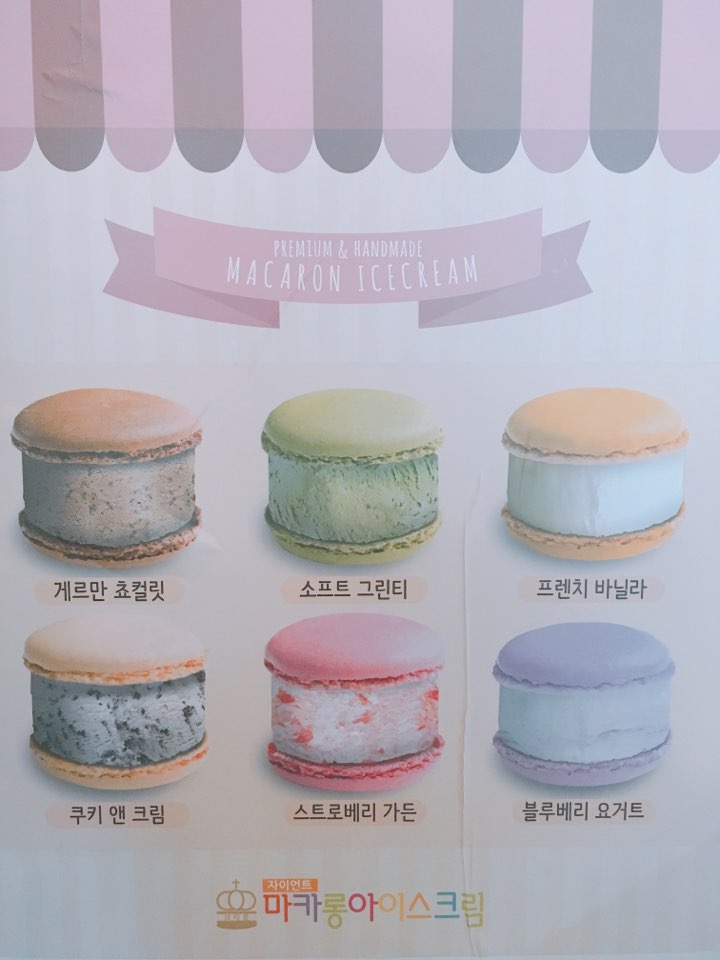 PREMIUM & HANDMADE
MACARON ICECREAM
게르만 쵸컬릿
소프트 그린티
프렌치 바닐라
쿠키 앤 크림
스트로베리 가든
블루베리 요거트
자이언트
마카롱아이스크림